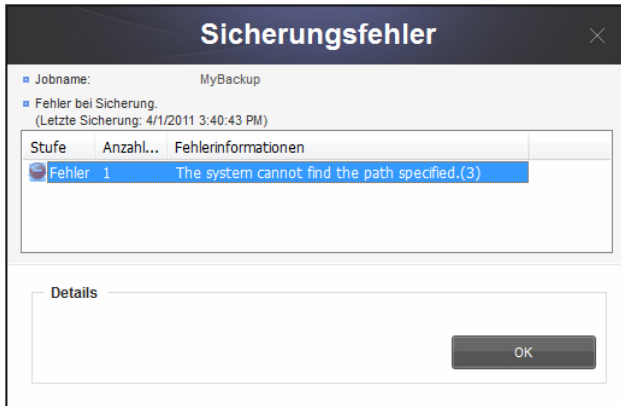 Sicherungsfehler
Jobname: MyBackup
Fehler bei Sicherung.
(Letzte Sicherung: 4/1/2011 3:40:43 PM)
Stufe Anzahl... Fehlerinformationen
Fehler 1 The system cannot find the path specified.(3)
Details
OK